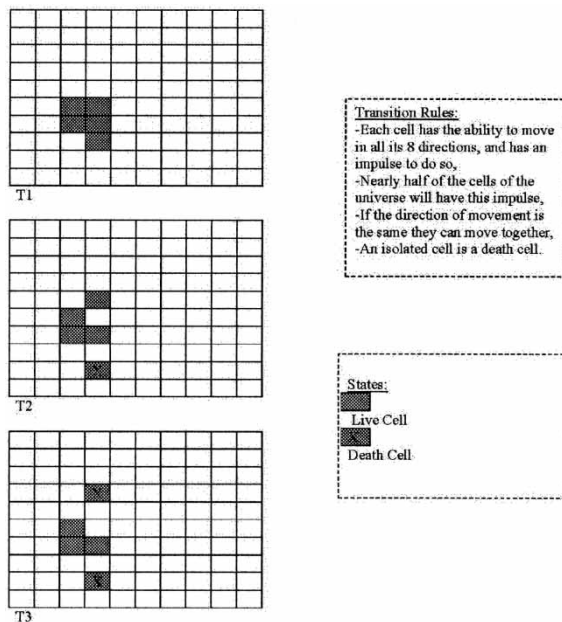 T1
Transition Rules:
-Each cell has the ability to move
in all its 8 directions, and has an
impulse to do so,
-Nearly half of the cells of the
universe will have this impulse,
-If the direction of movement is
the same they can move together,
-An isolated cell is a death cell.
X
T2
States:
Live Cell
X
Death Cell
X
X
T3